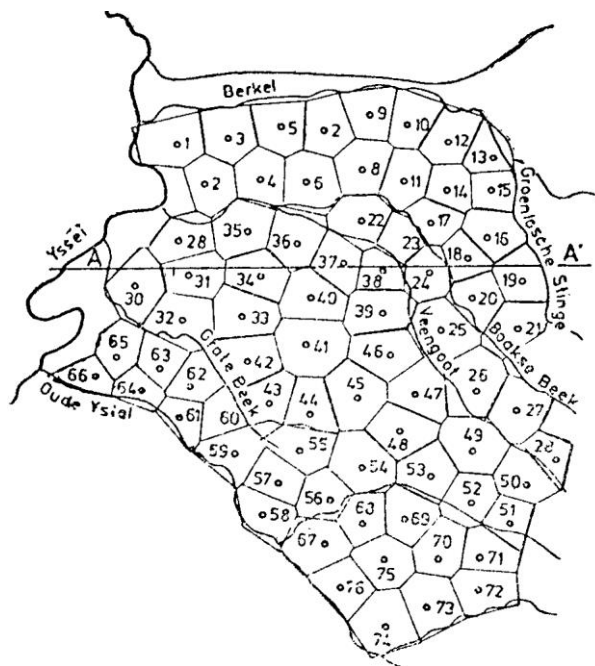 Berkel
1 3 5 2 9 10 12 13
2 4 6 8 11 14 15
Groenlosche Slinge
22 17
28 35 36 23 16
Yssel
A A'
37 18
30 31 34 38 24 19
40 20
32 33 39 25 21
Veengoot
Grote Beek
Baakse Beek
65 63 41 46
66 64 62 42 26
Oude Yssal
43 44 45 47 27
61 60
48 49 28
59 55
57 54 53 50
58 56 52 51
68 69
67 70 71
75
76 73 72
74